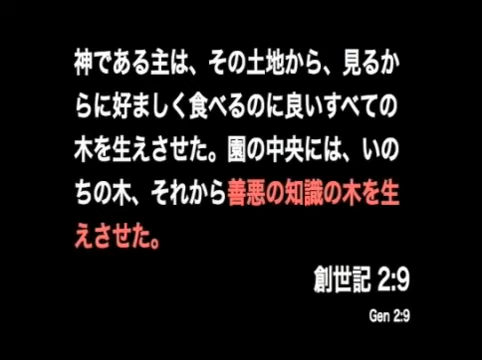 神である主は、その土地から、見るか
らに好ましく食べるのに良いすべての
木を生えさせた。園の中央には、いの
ちの木、それから善悪の知識の木を生
えさせた。
創世記 2:9
Gen 2:9